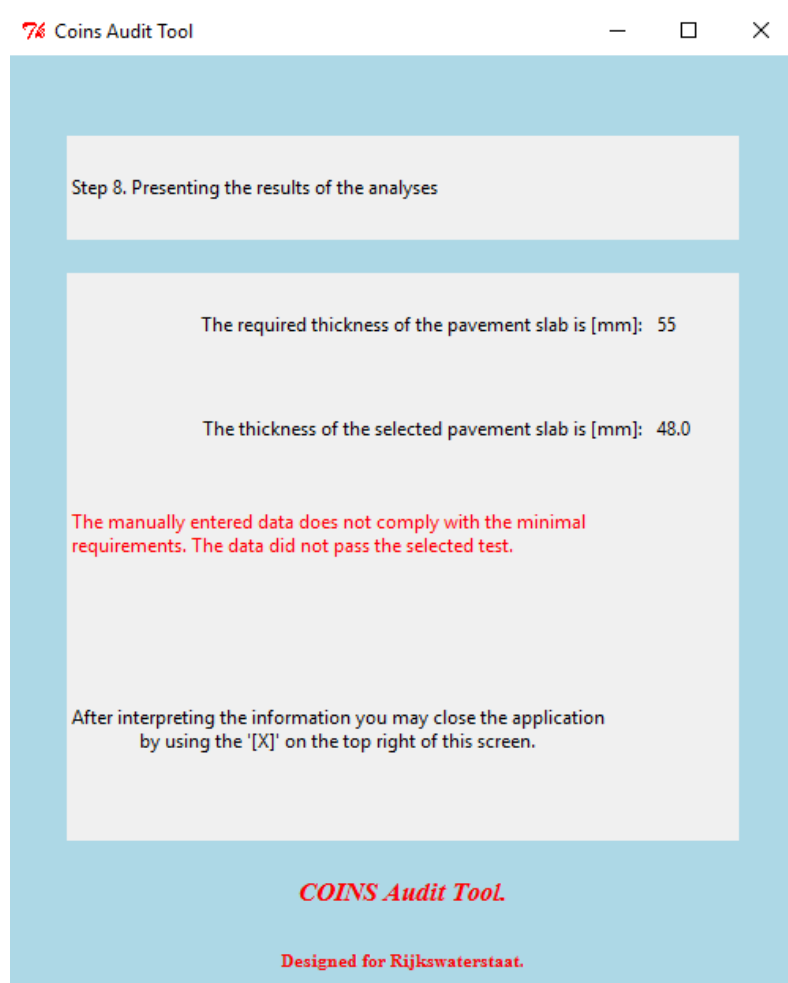 Coins Audit Tool
Step 8. Presenting the results of the analyses
The required thickness of the pavement slab is [mm]: 55
The thickness of the selected pavement slab is [mm]: 48.0
The manually entered data does not comply with the minimal
requirements. The data did not pass the selected test.
After interpreting the information you may close the application
by using the '[X]' on the top right of this screen.
COINS Audit Tool.
Designed for Rijkswaterstaat.